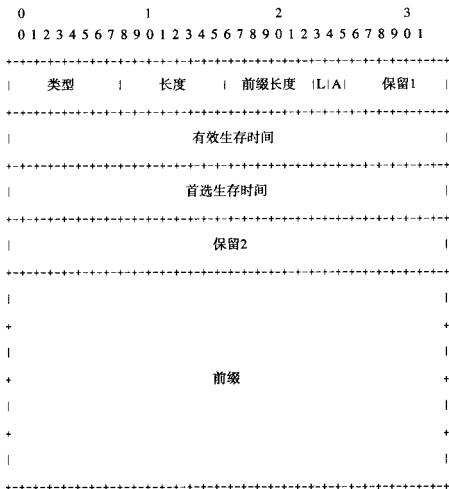 0 1 2 3
0 1 2 3 4 5 6 7 8 9 0 1 2 3 4 5 6 7 8 9 0 1 2 3 4 5 6 7 8 9 0 1
类型 长度 前缀长度 L A 保留1
有效生存时间
首选生存时间
保留2
前缀